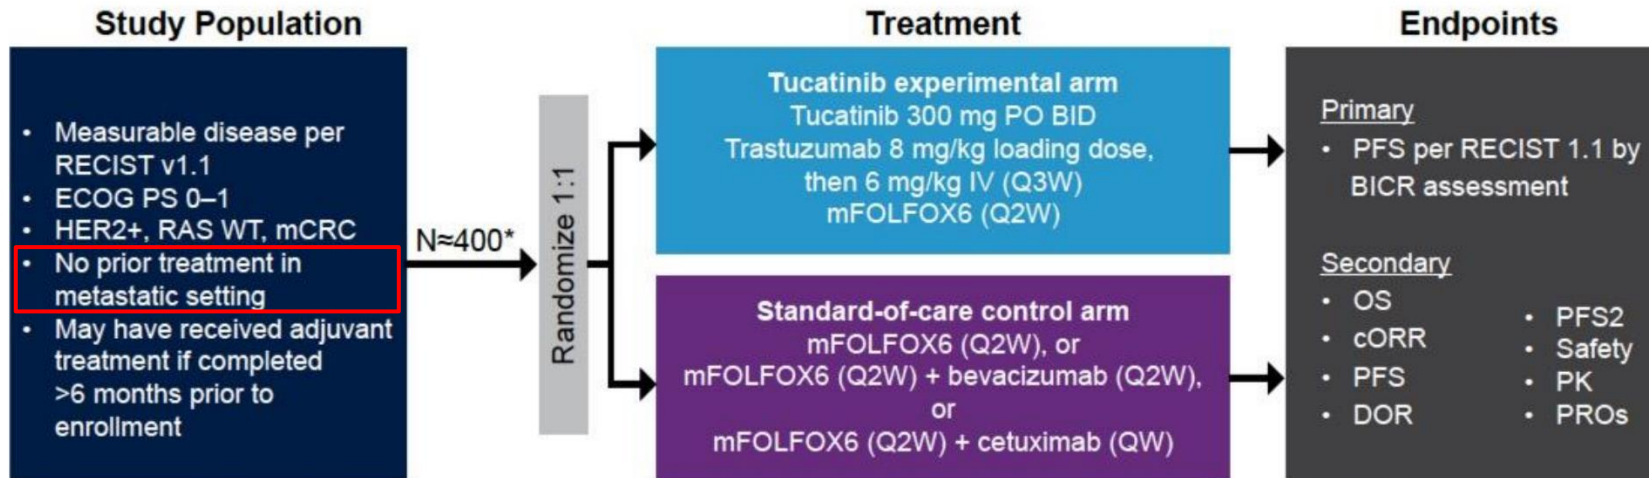 Study Population
• Measurable disease per
RECIST v1.1
• ECOG PS 0–1
• HER2+, RAS WT, mCRC
• No prior treatment in
metastatic setting
• May have received adjuvant
treatment if completed
>6 months prior to
enrollment
N≈400*
Randomize 1:1
Treatment
Tucatinib experimental arm
Tucatinib 300 mg PO BID
Trastuzumab 8 mg/kg loading dose,
then 6 mg/kg IV (Q3W)
mFOLFOX6 (Q2W)
Standard-of-care control arm
mFOLFOX6 (Q2W), or
mFOLFOX6 (Q2W) + bevacizumab (Q2W),
or
mFOLFOX6 (Q2W) + cetuximab (QW)
Endpoints
Primary
• PFS per RECIST 1.1 by
BICR assessment
Secondary
• OS
• cORR
• PFS
• DOR
• PFS2
• Safety
• PK
• PROs